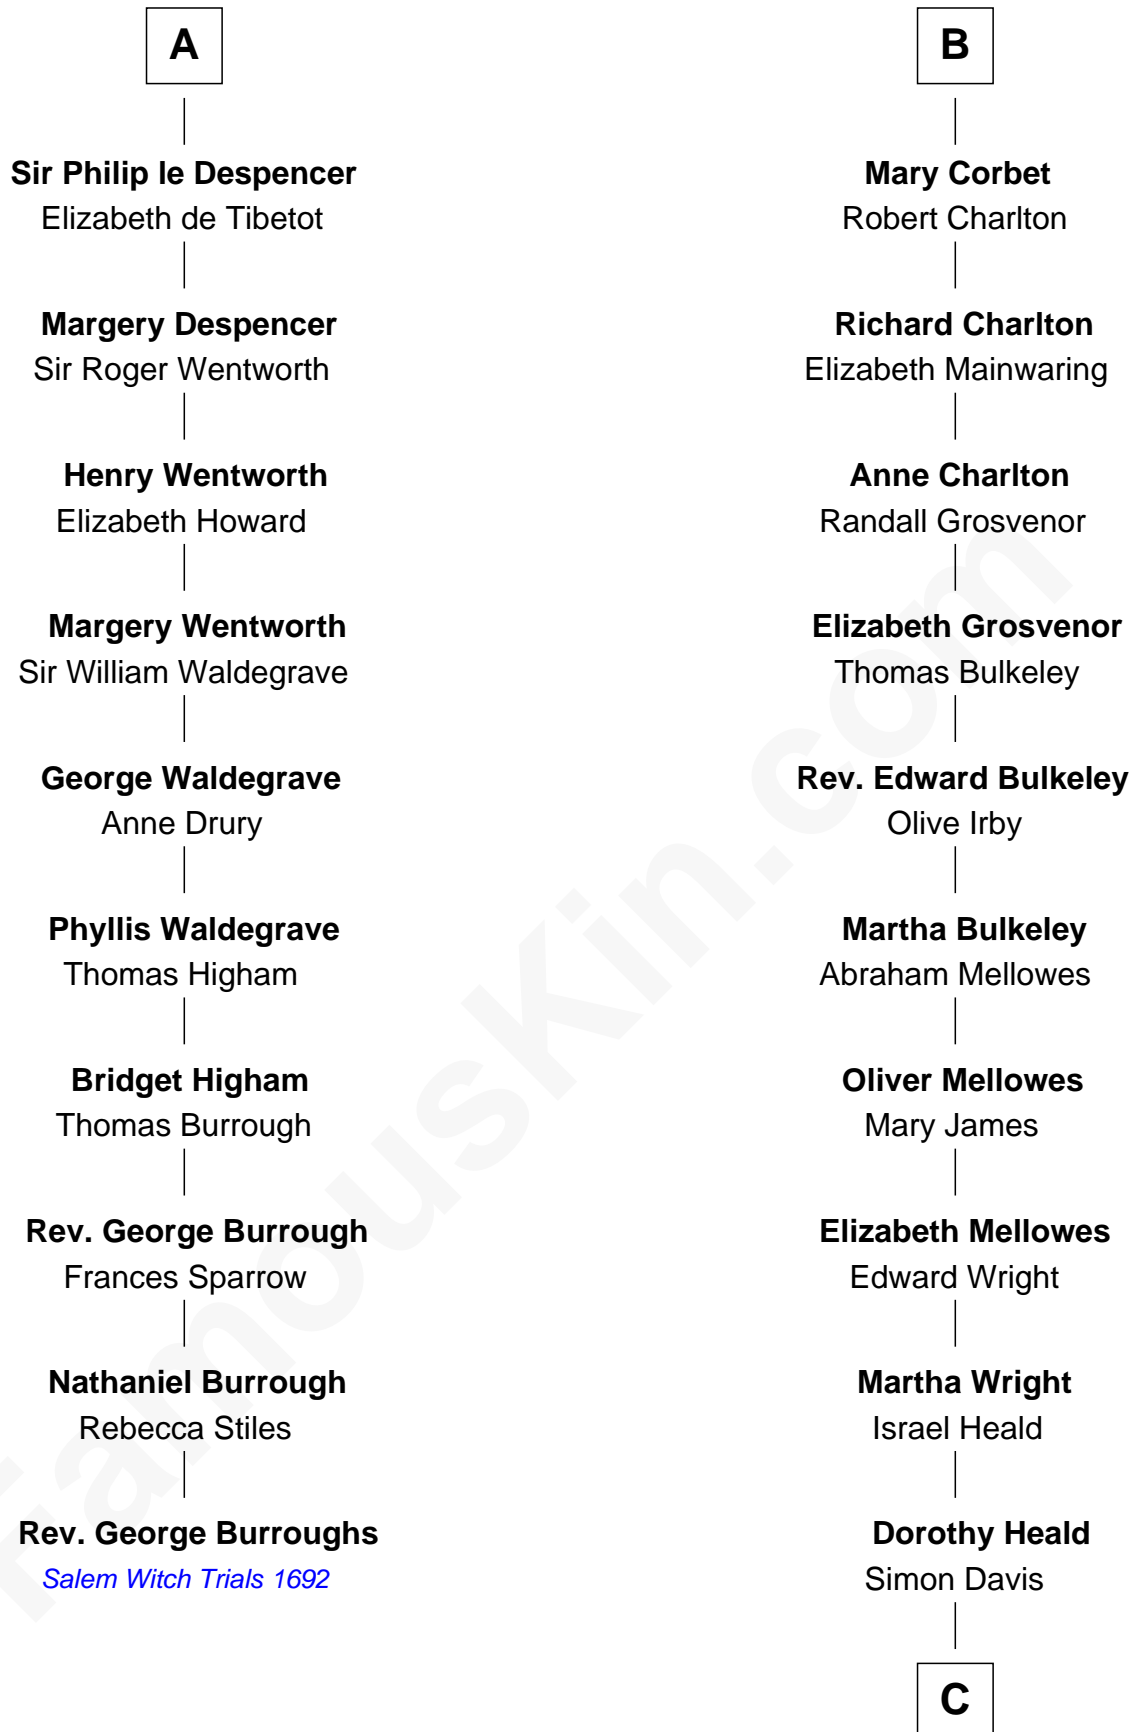 A
Sir Philip le Despencer
Elizabeth de Tibetot
Margery Despencer
Sir Roger Wentworth
Henry Wentworth
Elizabeth Howard
Margery Wentworth
Sir William Waldegrave
George Waldegrave
Anne Drury
Phyllis Waldegrave
Thomas Higham
Bridget Higham
Thomas Burrough
Rev. George Burrough
Frances Sparrow
Nathaniel Burrough
Rebecca Stiles
Rev. George Burroughs
Salem Witch Trials 1692
B
Mary Corbet
Robert Charlton
Richard Charlton
Elizabeth Mainwaring
Anne Charlton
Randall Grosvenor
Elizabeth Grosvenor
Thomas Bulkeley
Rev. Edward Bulkeley
Olive Irby
Martha Bulkeley
Abraham Mellowes
Oliver Mellowes
Mary James
Elizabeth Mellowes
Edward Wright
Martha Wright
Israel Heald
Dorothy Heald
Simon Davis
C
FamousKin.com